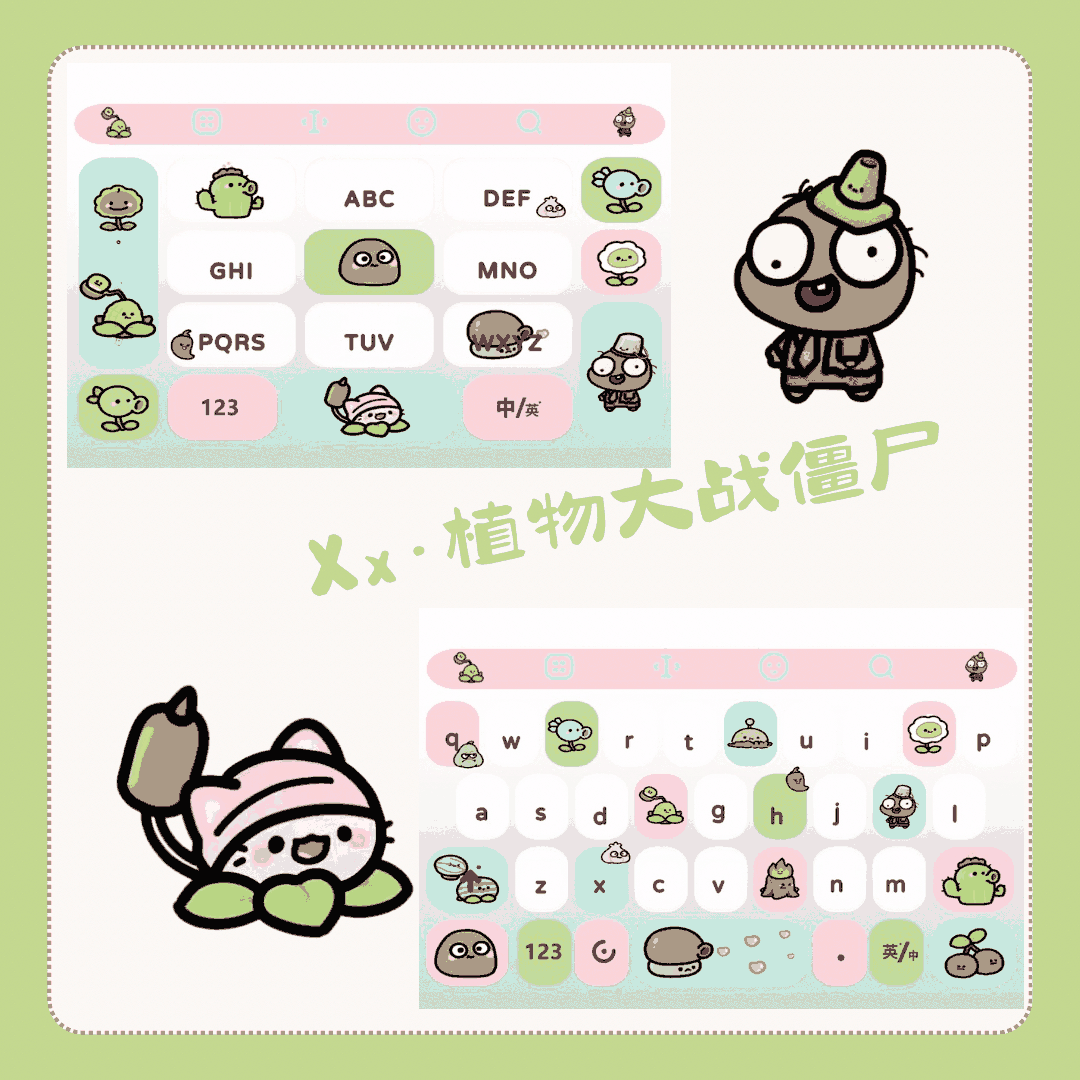 ABC
DEF
GHI
MNO
PQRS
TUV
WXYZ
123
中/英
Xx·植物大战僵尸
q
w
r
t
u
i
p
a
s
d
g
h
j
l
z
x
c
v
n
m
123
.
英/中